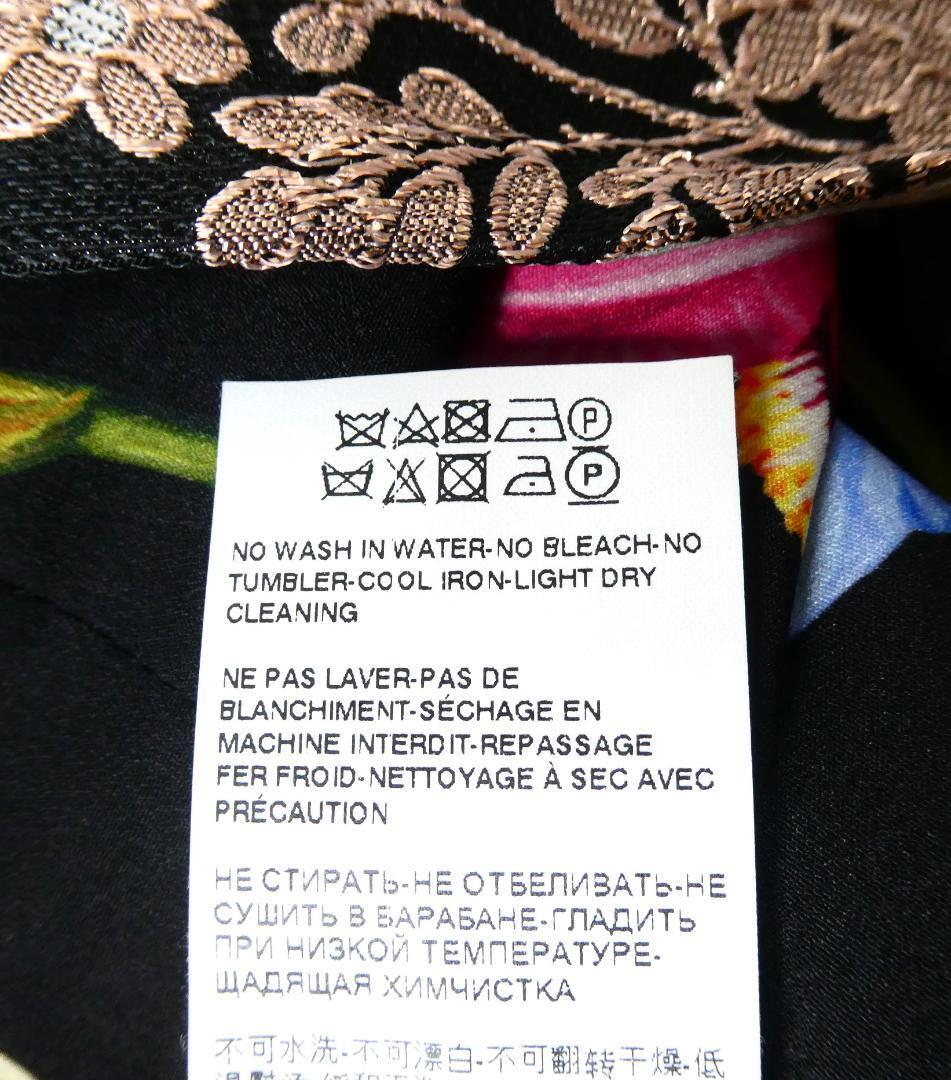 P
P
NO WASH IN WATER-NO BLEACH-NO
TUMBLER-COOL IRON-LIGHT DRY
CLEANING
NE PAS LAVER-PAS DE
BLANCHIMENT-SÉCHAGE EN
MACHINE INTERDIT-REPASSAGE
FER FROID-NETTOYAGE À SEC AVEC
PRÉCAUTION
НЕ СТИРАТЬ-НЕ ОТБЕЛИВАТЬ-НЕ
СУШИТЬ В БАРАБАНЕ-ГЛАДИТЬ
ПРИ НИЗКОЙ ТЕМПЕРАТУРЕ-
ЩАДЯЩАЯ ХИМЧИСТКА
不可水洗-不可漂白-不可翻转干燥-低